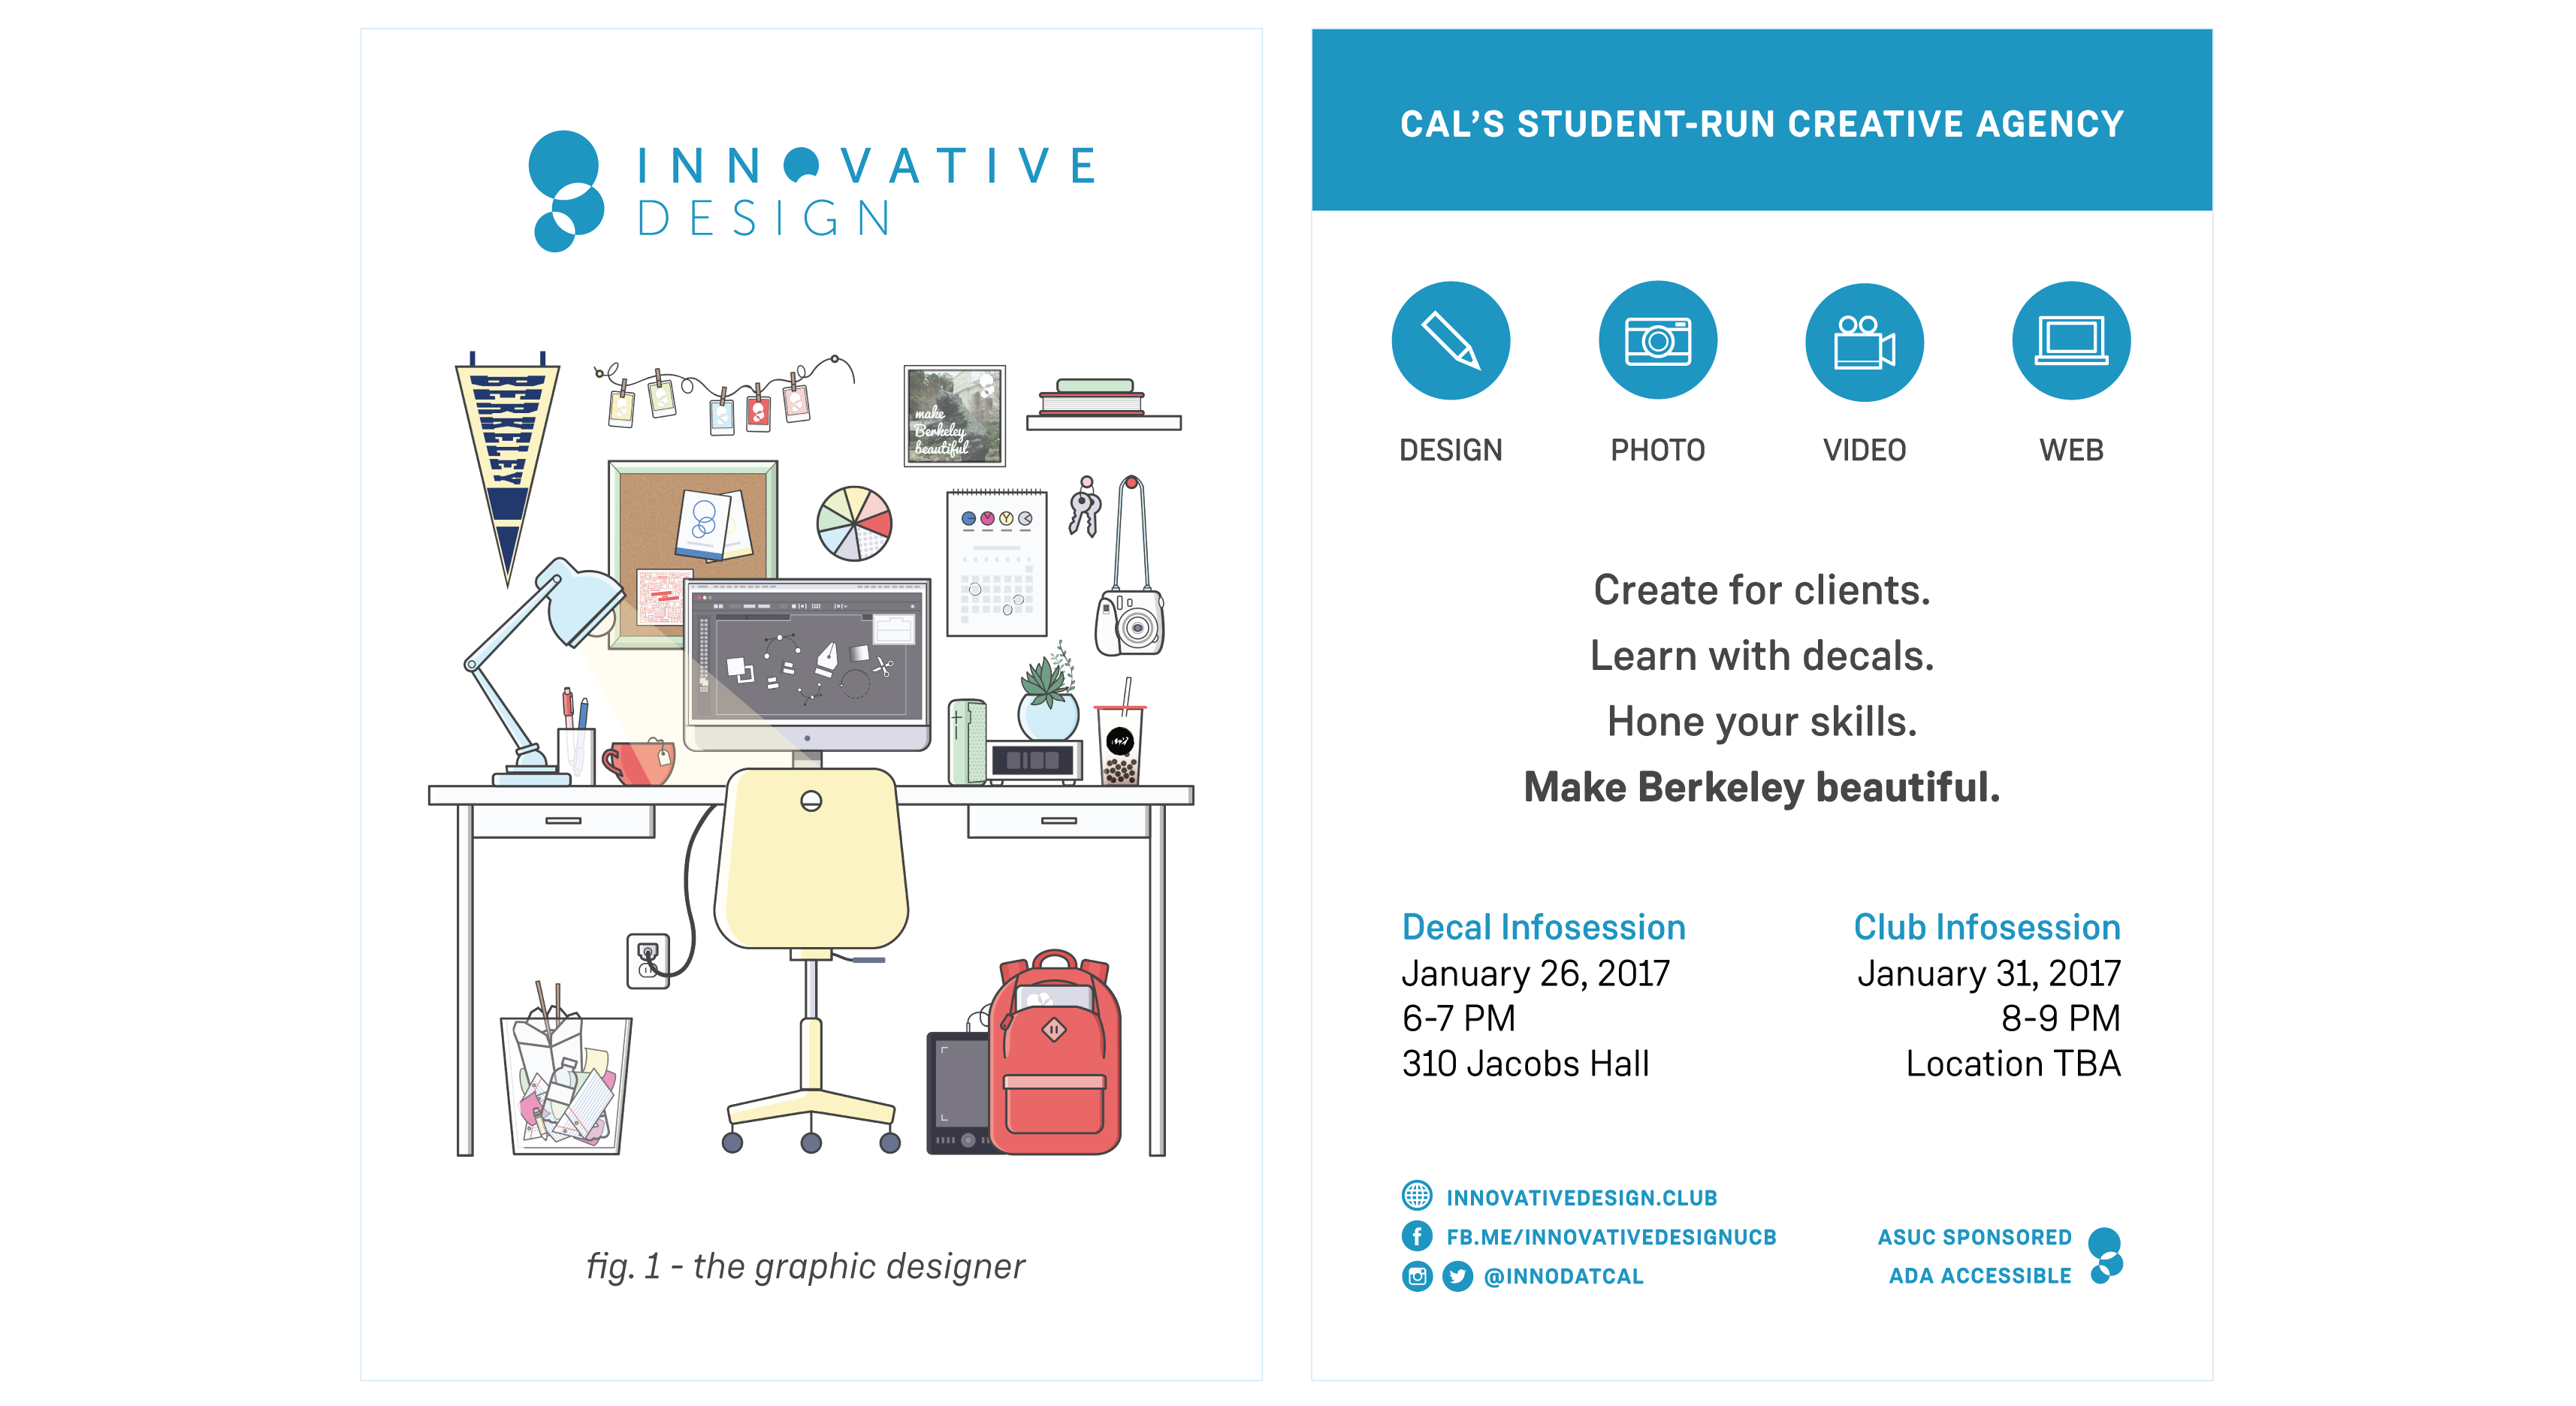 INNOVATIVE
DESIGN
BERKELEY
make
Berkeley
beautiful
fig. 1 - the graphic designer
CAL'S STUDENT-RUN CREATIVE AGENCY
DESIGN
PHOTO
VIDEO
WEB
Create for clients.
Learn with decals.
Hone your skills.
Make Berkeley beautiful.
Decal Infosession
January 26, 2017
6-7 PM
310 Jacobs Hall
Club Infosession
January 31, 2017
8-9 PM
Location TBA
INNOVATIVEDESIGN.CLUB
FB.ME/INNOVATIVEDESIGNUCB
@INNODATCAL
ASUC SPONSORED
ADA ACCESSIBLE